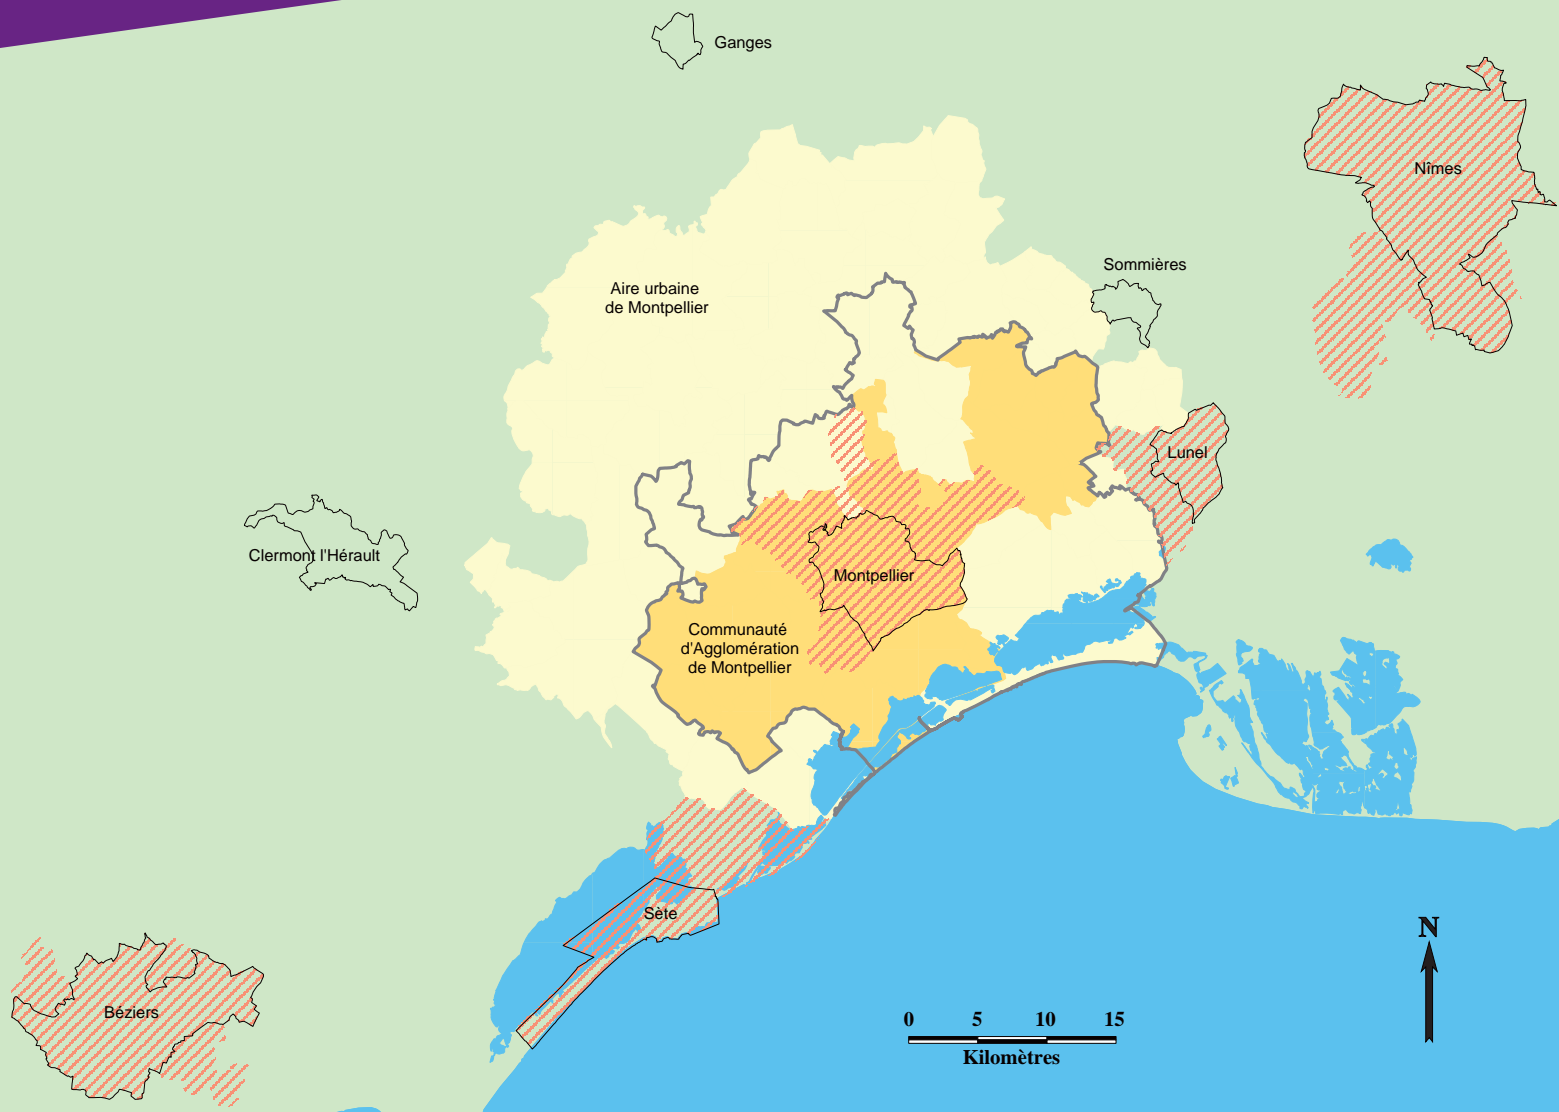 Ganges
Nîmes
Sommières
Aire urbaine
de Montpellier
Lunel
Clermont l'Hérault
Montpellier
Communauté
d'Agglomération
de Montpellier
Sète
N
Béziers
0 5 10 15
Kilomètres